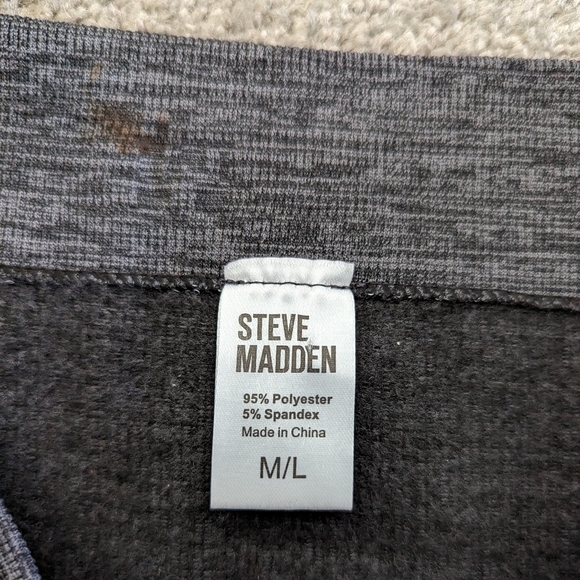 STEVE
MADDEN
95% Polyester
5% Spandex
Made in China
M/L